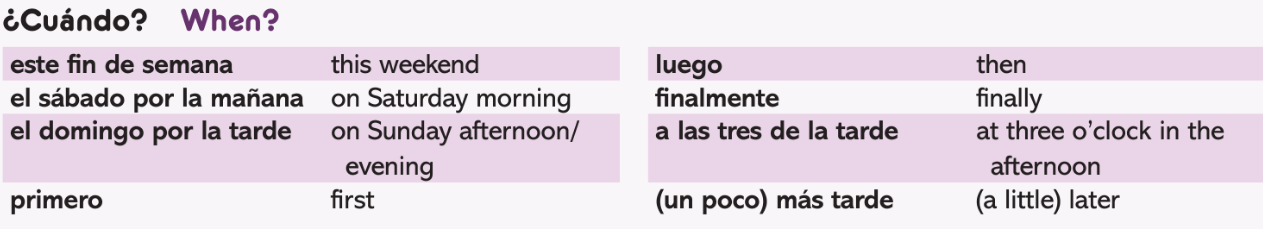 ¿Cuándo? When?
este fin de semana this weekend
el sábado por la mañana on Saturday morning
el domingo por la tarde on Sunday afternoon/
evening
primero first
luego then
finalmente finally
a las tres de la tarde at three o’clock in the
afternoon
(un poco) más tarde (a little) later